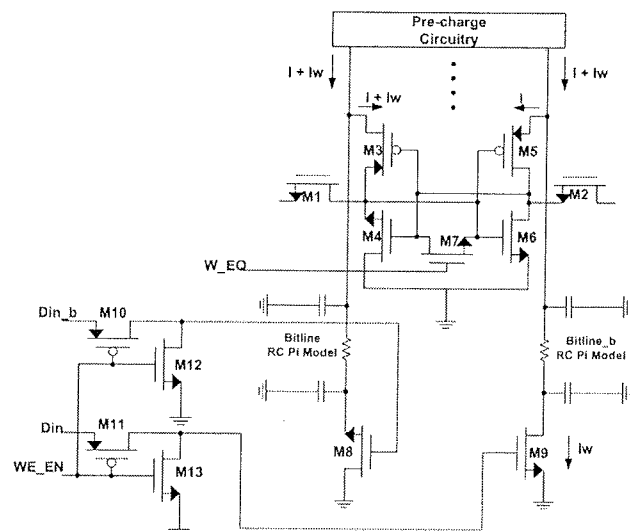 Pre-charge
Circuitry
I + Iw
I + Iw
I + Iw
I
M3
M5
M1
M2
M4
M7
M6
W_EQ
Din_b
M10
M12
Bitline
RC Pi Model
Bitline_b
RC Pi Model
Din
M11
M8
M9
Iw
WE_EN
M13